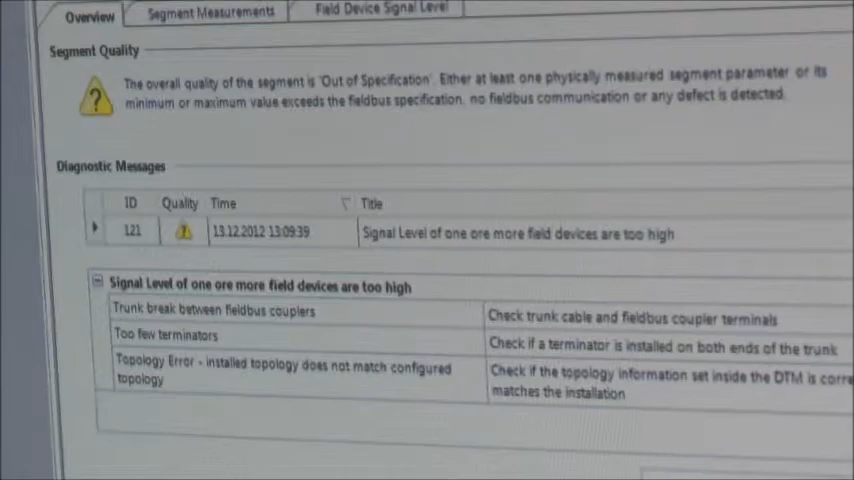 Overview
Segment Measurements
Field Device Signal Level
Segment Quality
The overall quality of the segment is 'Out of Specification'. Either at least one physically measured segment parameter or its
minimum or maximum value exceeds the fieldbus specification, no fieldbus communication or any defect is detected.
Diagnostic Messages
ID Quality Time Title
121 13.12.2012 13:09:39 Signal Level of one ore more field devices are too high
Signal Level of one ore more field devices are too high
Trunk break between fieldbus couplers
Check trunk cable and fieldbus coupler terminals
Too few terminators
Check if a terminator is installed on both ends of the trunk
Topology Error - installed topology does not match configured
topology
Check if the topology information set inside the DTM is corre
matches the installation